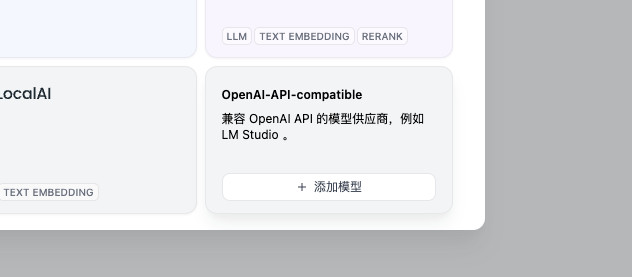 LLM TEXT EMBEDDING RERANK
LocalAI
TEXT EMBEDDING
OpenAI-API-compatible
兼容 OpenAI API 的模型供应商，例如
LM Studio 。
+ 添加模型